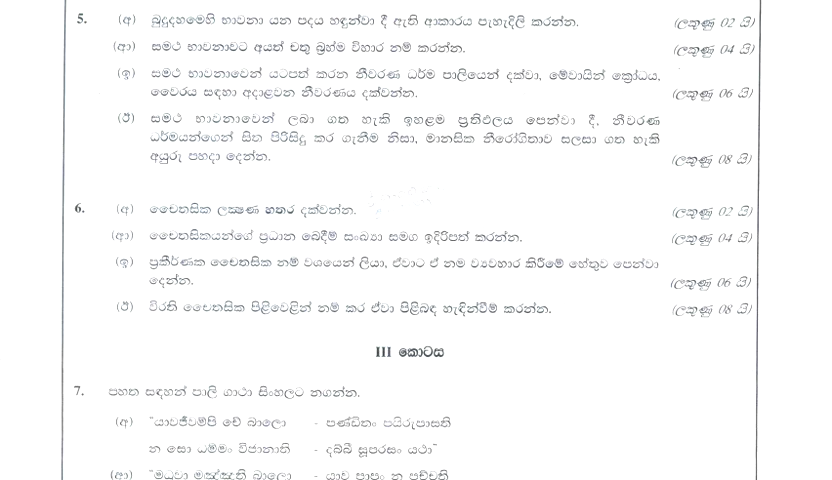 5. (අ) බුදුදහමෙහි භාවනා යන පදය හඳුන්වා දී ඇති ආකාරය පැහැදිලි කරන්න. (ලකුණු 02 යි)
(ආ) සමථ භාවනාවට අයත් චතු බ්‍රහ්ම විහාර නම් කරන්න. (ලකුණු 04 යි)
(ඉ) සමථ භාවනාවෙන් යටපත් කරන නීවරණ ධර්ම පාලියෙන් දක්වා, මේවායින් ක්‍රෝධය,
වෛරය සඳහා අදාළවන නීවරණය දක්වන්න. (ලකුණු 06 යි)
(ඊ) සමථ භාවනාවෙන් ලබා ගත හැකි ඉහළම ප්‍රතිඵලය පෙන්වා දී, නීවරණ
ධර්මයන්ගෙන් සිත පිරිසිදු කර ගැනීම නිසා, මානසික නීරෝගිතාව සලසා ගත හැකි
අයුරු පහදා දෙන්න. (ලකුණු 08 යි)
6. (අ) චෛතසික ලක්‍ෂණ හතර දක්වන්න. (ලකුණු 02 යි)
(ආ) චෛතසිකයන්ගේ ප්‍රධාන බෙදීම් සංඛ්‍යා සමග ඉදිරිපත් කරන්න. (ලකුණු 04 යි)
(ඉ) ප්‍රකීර්ණක චෛතසික නම් වශයෙන් ලියා, ඒවාට ඒ නම ව්‍යවහාර කිරීමේ හේතුව පෙන්වා
දෙන්න. (ලකුණු 06 යි)
(ඊ) විරති චෛතසික පිළිවෙළින් නම් කර ඒවා පිළිබඳ හැඳින්වීම් කරන්න. (ලකුණු 08 යි)
III කොටස
7. පහත සඳහන් පාලි ගාථා සිංහලට නගන්න.
(අ) "යාවජීවම්පි චේ බාලො - පණ්ඩිතං පයිරුපාසති
න සො ධම්මං විජානාති - දබ්බී සූපරසං යථා"
(ආ) "මධුවා මඤ්ඤති බාලො - යාව පාපං න පච්චති